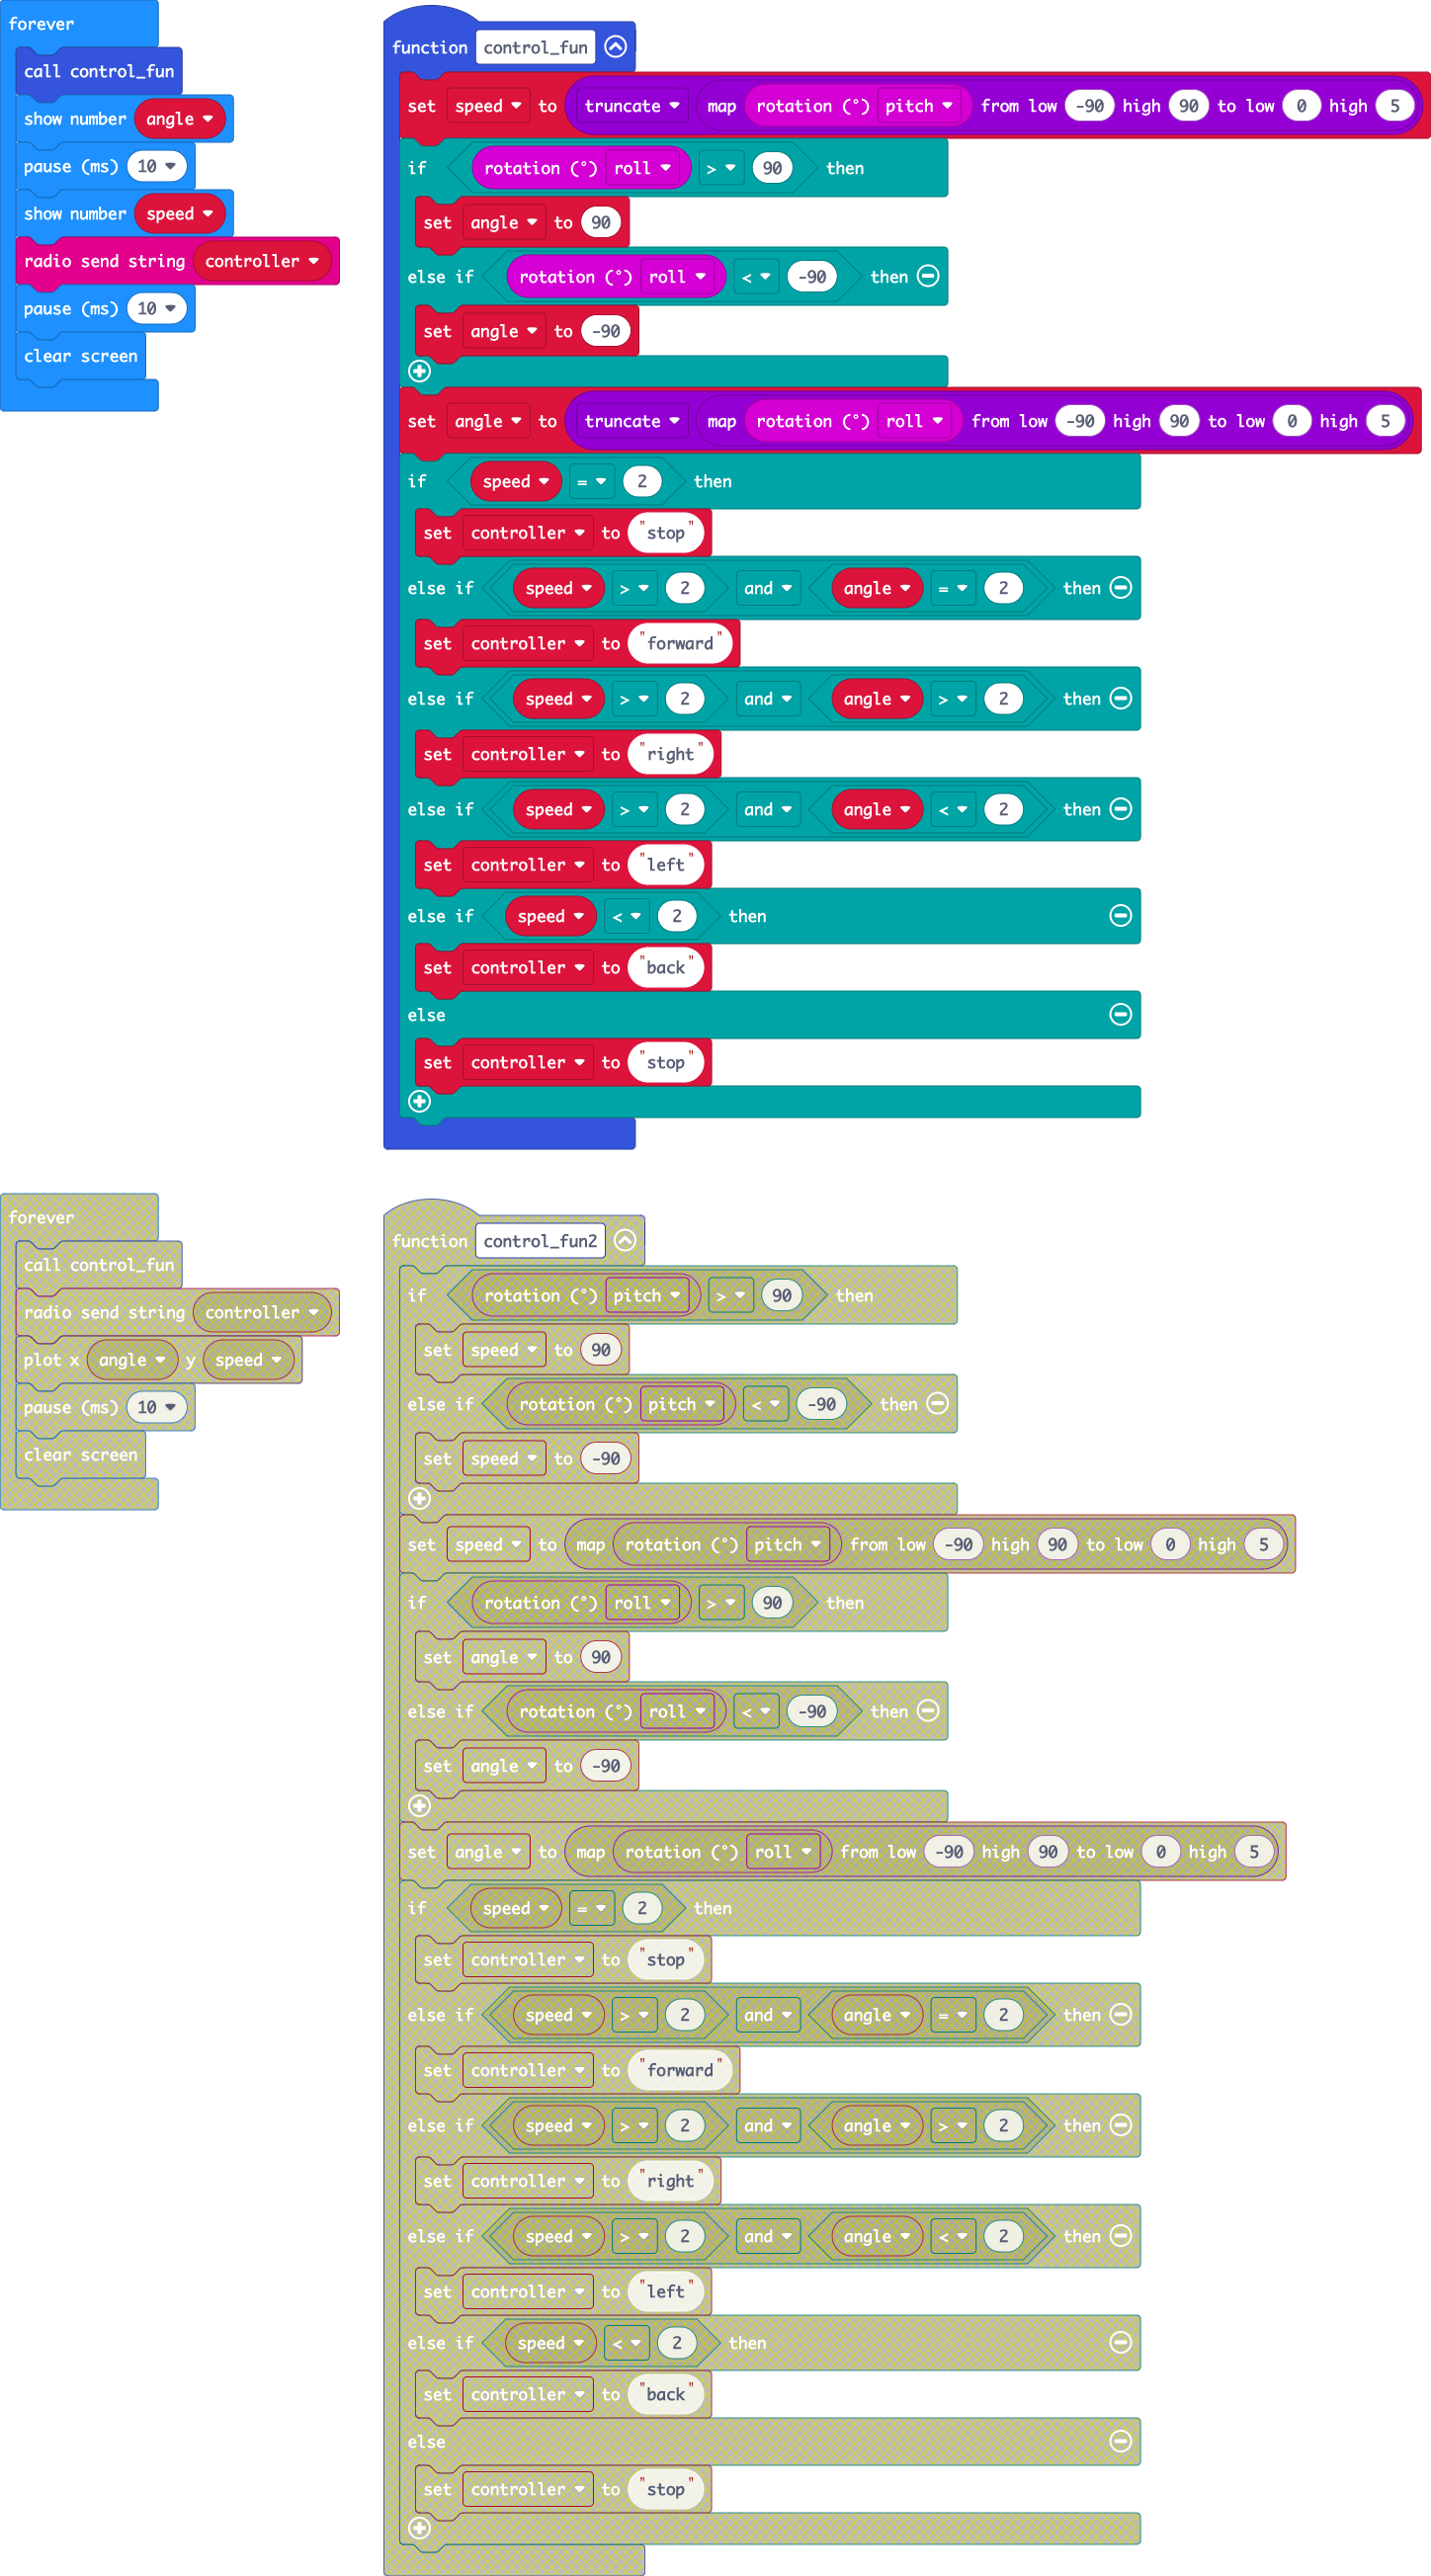 forever
call control_fun
show number angle
pause (ms) 10
show number speed
radio send string controller
pause (ms) 10
clear screen
function control_fun
set speed to truncate map rotation (°) pitch from low -90 high 90 to low 0 high 5
if rotation (°) roll > 90 then
set angle to 90
else if rotation (°) roll < -90 then
set angle to -90
set angle to truncate map rotation (°) roll from low -90 high 90 to low 0 high 5
if speed = 2 then
set controller to "stop"
else if speed > 2 and angle = 2 then
set controller to "forward"
else if speed > 2 and angle > 2 then
set controller to "right"
else if speed > 2 and angle < 2 then
set controller to "left"
else if speed < 2 then
set controller to "back"
else
set controller to "stop"
forever
call control_fun
radio send string controller
plot x angle y speed
pause (ms) 10
clear screen
function control_fun2
if rotation (°) pitch > 90 then
set speed to 90
else if rotation (°) pitch < -90 then
set speed to -90
set speed to map rotation (°) pitch from low -90 high 90 to low 0 high 5
if rotation (°) roll > 90 then
set angle to 90
else if rotation (°) roll < -90 then
set angle to -90
set angle to map rotation (°) roll from low -90 high 90 to low 0 high 5
if speed = 2 then
set controller to "stop"
else if speed > 2 and angle = 2 then
set controller to "forward"
else if speed > 2 and angle > 2 then
set controller to "right"
else if speed > 2 and angle < 2 then
set controller to "left"
else if speed < 2 then
set controller to "back"
else
set controller to "stop"